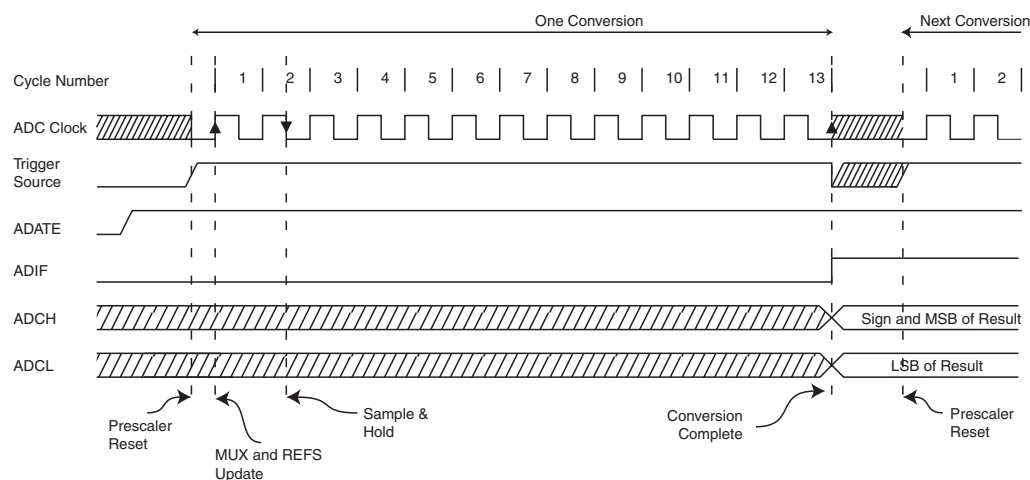 One Conversion
Next Conversion
Cycle Number
1 2 3 4 5 6 7 8 9 10 11 12 13 1 2
ADC Clock
Trigger
Source
ADATE
ADIF
ADCH
Sign and MSB of Result
ADCL
LSB of Result
Prescaler
Reset
MUX and REFS
Update
Sample &
Hold
Conversion
Complete
Prescaler
Reset